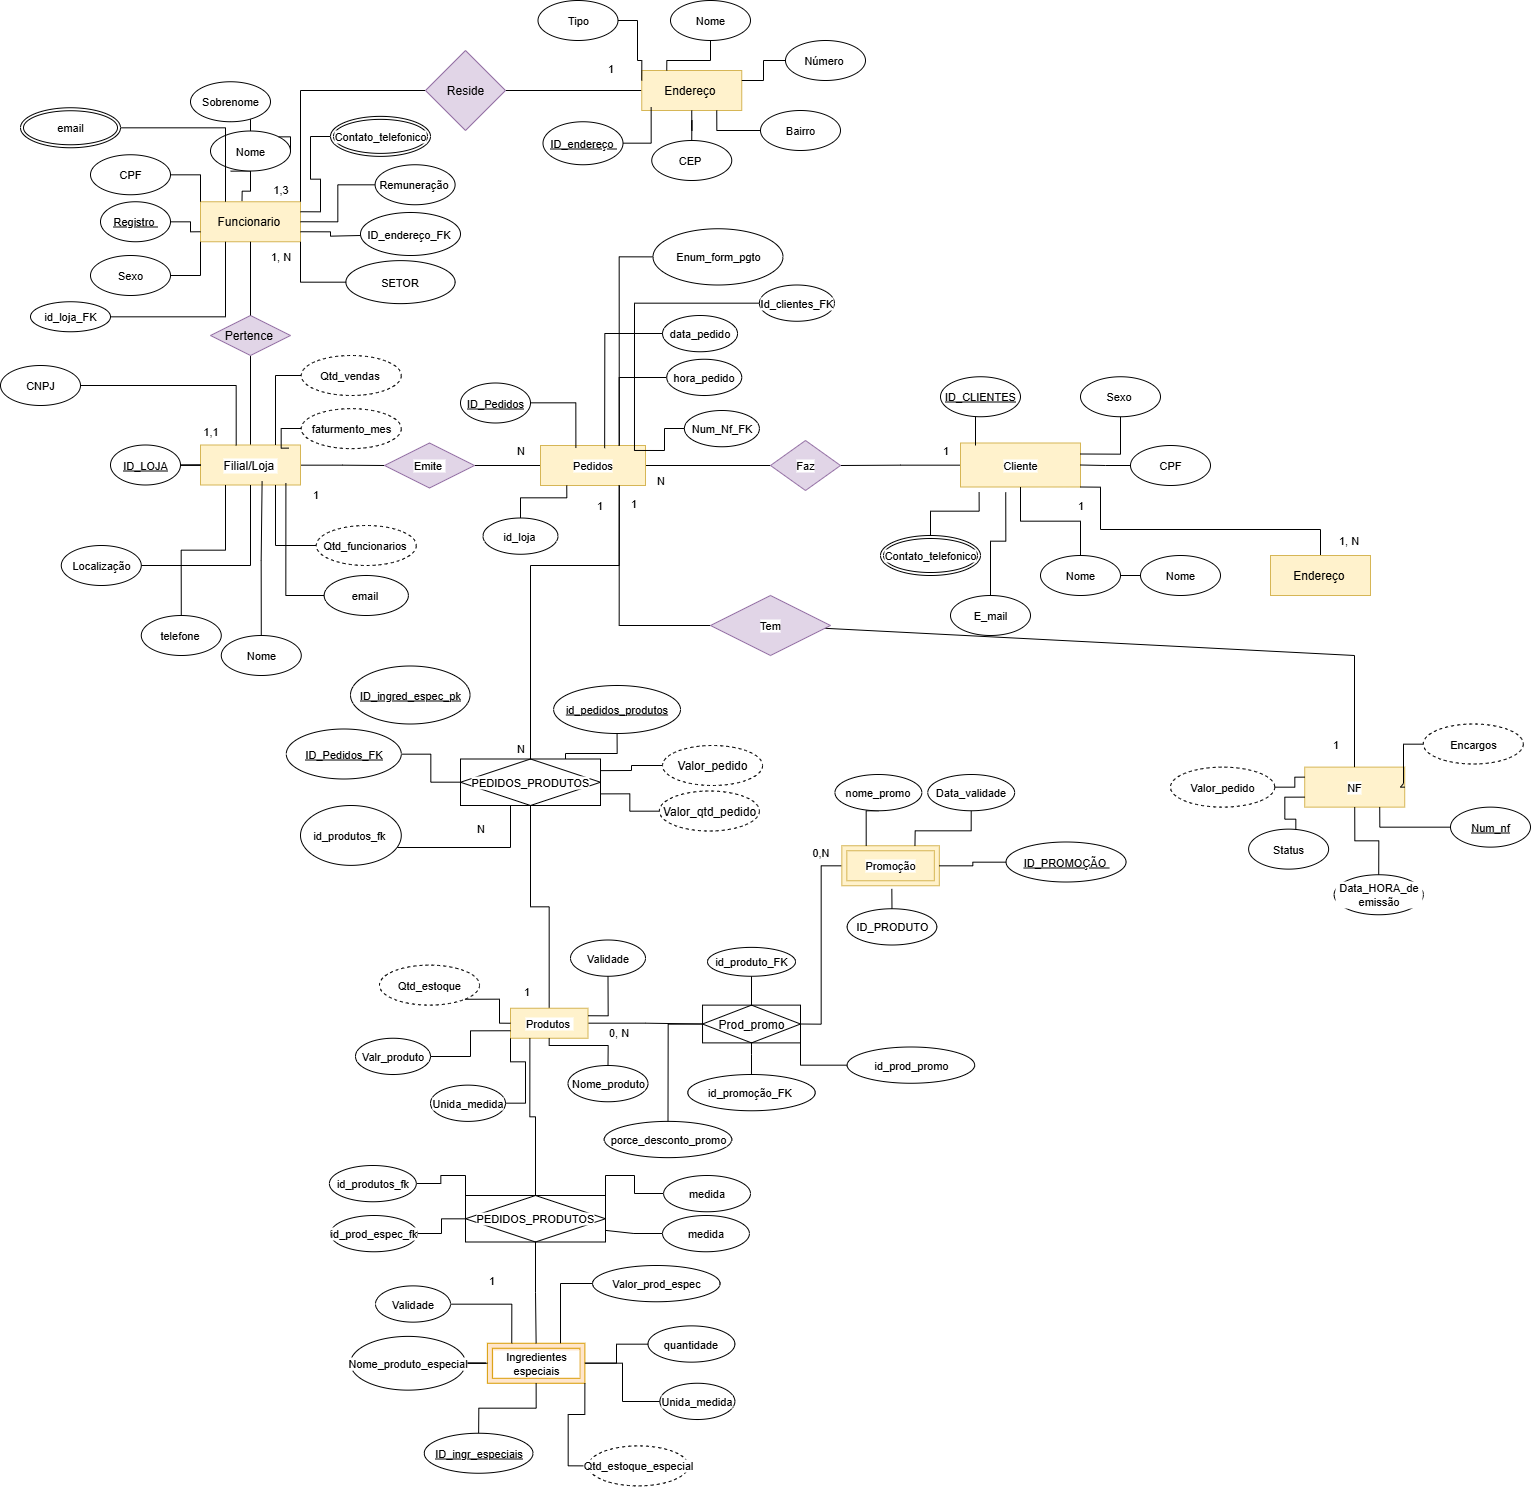 Tipo
Nome
Número
Reside
1
Endereço
Sobrenome
email
Contato_telefonico
Bairro
ID_endereço
Nome
CEP
CPF
Remuneração
1,3
Registro
Funcionario
ID_endereço_FK
1, N
Enum_form_pgto
Sexo
SETOR
id_loja_FK
Id_clientes_FK
Pertence
data_pedido
Qtd_vendas
hora_pedido
CNPJ
ID_CLIENTES
Sexo
ID_Pedidos
faturmento_mes
Num_Nf_FK
1,1
N
1
ID_LOJA
Filial/Loja
Emite
Pedidos
Faz
Cliente
CPF
N
1
1
1
1
id_loja
Qtd_funcionarios
1, N
Contato_telefonico
Localização
Nome
Nome
Endereço
email
E_mail
Tem
telefone
Nome
ID_ingred_espec_pk
id_pedidos_produtos
N
1
Encargos
ID_Pedidos_FK
Valor_pedido
PEDIDOS_PRODUTOS
Valor_pedido
NF
nome_promo
Data_validade
Valor_qtd_pedido
N
id_produtos_fk
Num_nf
0,N
Status
Promoção
ID_PROMOÇÃO
Data_HORA_de
emissão
ID_PRODUTO
Validade
id_produto_FK
Qtd_estoque
1
Produtos
0, N
Prod_promo
Valr_produto
id_prod_promo
Nome_produto
id_promoção_FK
Unida_medida
porce_desconto_promo
id_produtos_fk
medida
PEDIDOS_PRODUTOS
id_prod_espec_fk
medida
1
Valor_prod_espec
Validade
quantidade
Ingredientes
especiais
Nome_produto_especial
Unida_medida
ID_ingr_especiais
Qtd_estoque_especial